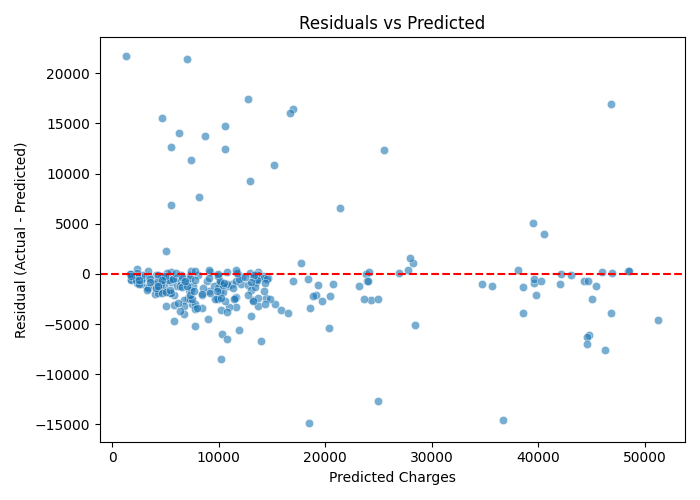 Residuals vs Predicted
Residual (Actual - Predicted)
20000
15000
10000
5000
0
−5000
−10000
−15000
0 10000 20000 30000 40000 50000
Predicted Charges